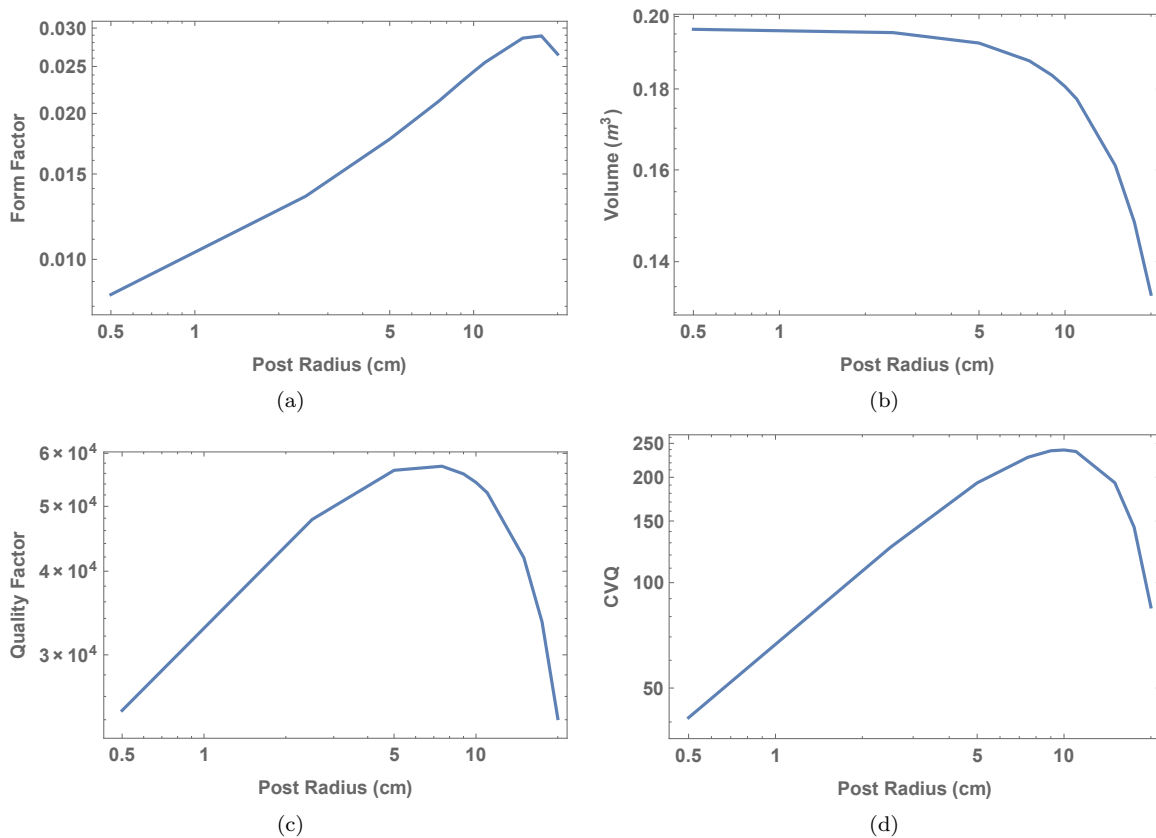 0.030
0.025
0.020
0.015
0.010
Form Factor
0.5 1 5 10
Post Radius (cm)
(a)
0.20
0.18
0.16
0.14
Volume (m³)
0.5 1 5 10
Post Radius (cm)
(b)
6 × 10⁴
5 × 10⁴
4 × 10⁴
3 × 10⁴
Quality Factor
0.5 1 5 10
Post Radius (cm)
(c)
250
200
150
100
50
CVQ
0.5 1 5 10
Post Radius (cm)
(d)